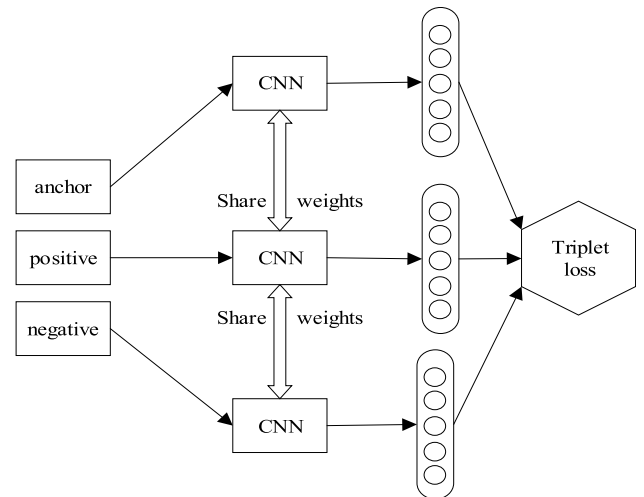 CNN
anchor
Share weights
positive
CNN
Triplet
loss
negative
Share weights
CNN